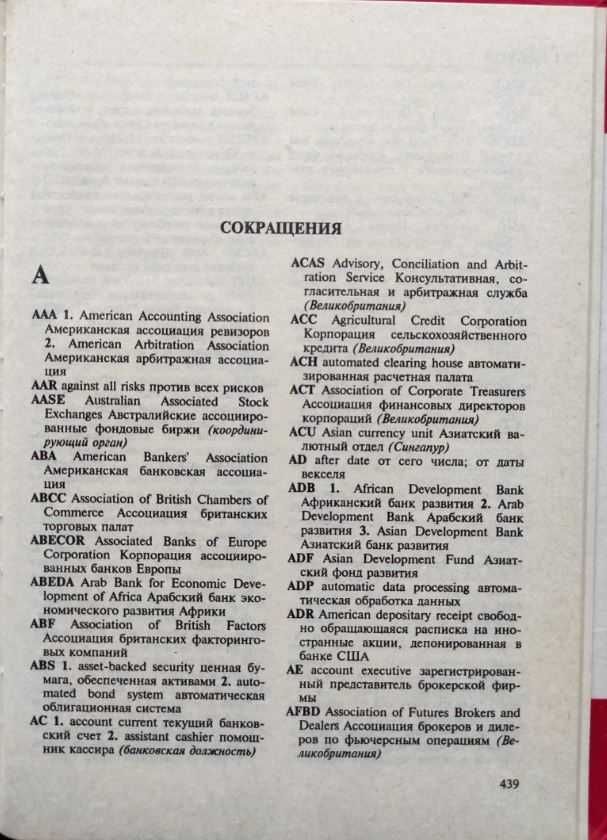 СОКРАЩЕНИЯ
A
AAA 1. American Accounting Association
Американская ассоциация ревизоров
2. American Arbitration Association
Американская арбитражная ассоциа-
ция
AAR against all risks против всех рисков
AASE Australian Associated Stock
Exchanges Австралийские ассоцииро-
ванные фондовые биржи (координи-
рующий орган)
ABA American Bankers' Association
Американская банковская ассоциа-
ция
ABCC Association of British Chambers of
Commerce Ассоциация британских
торговых палат
ABECOR Associated Banks of Europe
Corporation Корпорация ассоцииро-
ванных банков Европы
ABEDA Arab Bank for Economic Deve-
lopment of Africa Арабский банк эко-
номического развития Африки
ABF Association of British Factors
Ассоциация британских факторинго-
вых компаний
ABS 1. asset-backed security ценная бу-
мага, обеспеченная активами 2. auto-
mated bond system автоматическая
облигационная система
AC 1. account current текущий банков-
ский счет 2. assistant cashier помощ-
ник кассира (банковская должность)
ACAS Advisory, Conciliation and Arbit-
ration Service Консультативная, со-
гласительная и арбитражная служба
(Великобритания)
ACC Agricultural Credit Corporation
Корпорация сельскохозяйственного
кредита (Великобритания)
ACH automated clearing house автомати-
зированная расчетная палата
ACT Association of Corporate Treasurers
Ассоциация финансовых директоров
корпораций (Великобритания)
ACU Asian currency unit Азиатский ва-
лютный отдел (Сингапур)
AD after date от сего числа; от даты
векселя
ADB 1. African Development Bank
Африканский банк развития 2. Arab
Development Bank Арабский банк
развития 3. Asian Development Bank
Азиатский банк развития
ADF Asian Development Fund Азиат-
ский фонд развития
ADP automatic data processing автома-
тическая обработка данных
ADR American depositary receipt свобод-
но обращающаяся расписка на ино-
странные акции, депонированная в
банке США
AE account executive зарегистрирован-
ный представитель брокерской фир-
мы
AFBD Association of Futures Brokers and
Dealers Ассоциация брокеров и диле-
ров по фьючерсным операциям (Ве-
ликобритания)
439